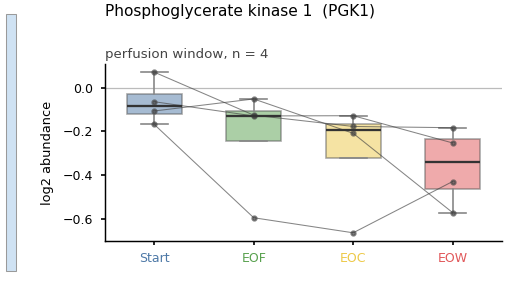 Phosphoglycerate kinase 1 (PGK1)
perfusion window, n = 4
log2 abundance
0.0
−0.2
−0.4
−0.6
Start EOF EOC EOW